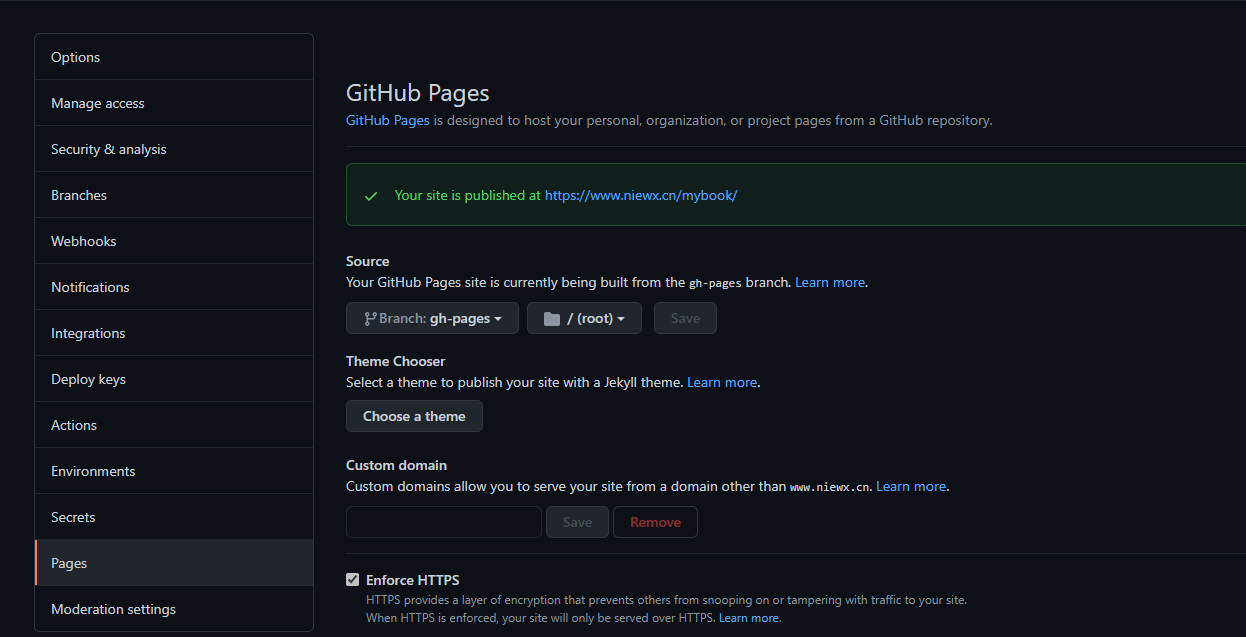 Options
Manage access
Security & analysis
Branches
Webhooks
Notifications
Integrations
Deploy keys
Actions
Environments
Secrets
Pages
Moderation settings
GitHub Pages
GitHub Pages is designed to host your personal, organization, or project pages from a GitHub repository.
Your site is published at https://www.niewx.cn/mybook/
Source
Your GitHub Pages site is currently being built from the gh-pages branch. Learn more.
Branch: gh-pages / (root) Save
Theme Chooser
Select a theme to publish your site with a Jekyll theme. Learn more.
Choose a theme
Custom domain
Custom domains allow you to serve your site from a domain other than www.niewx.cn. Learn more.
Save Remove
Enforce HTTPS
HTTPS provides a layer of encryption that prevents others from snooping on or tampering with traffic to your site.
When HTTPS is enforced, your site will only be served over HTTPS. Learn more.